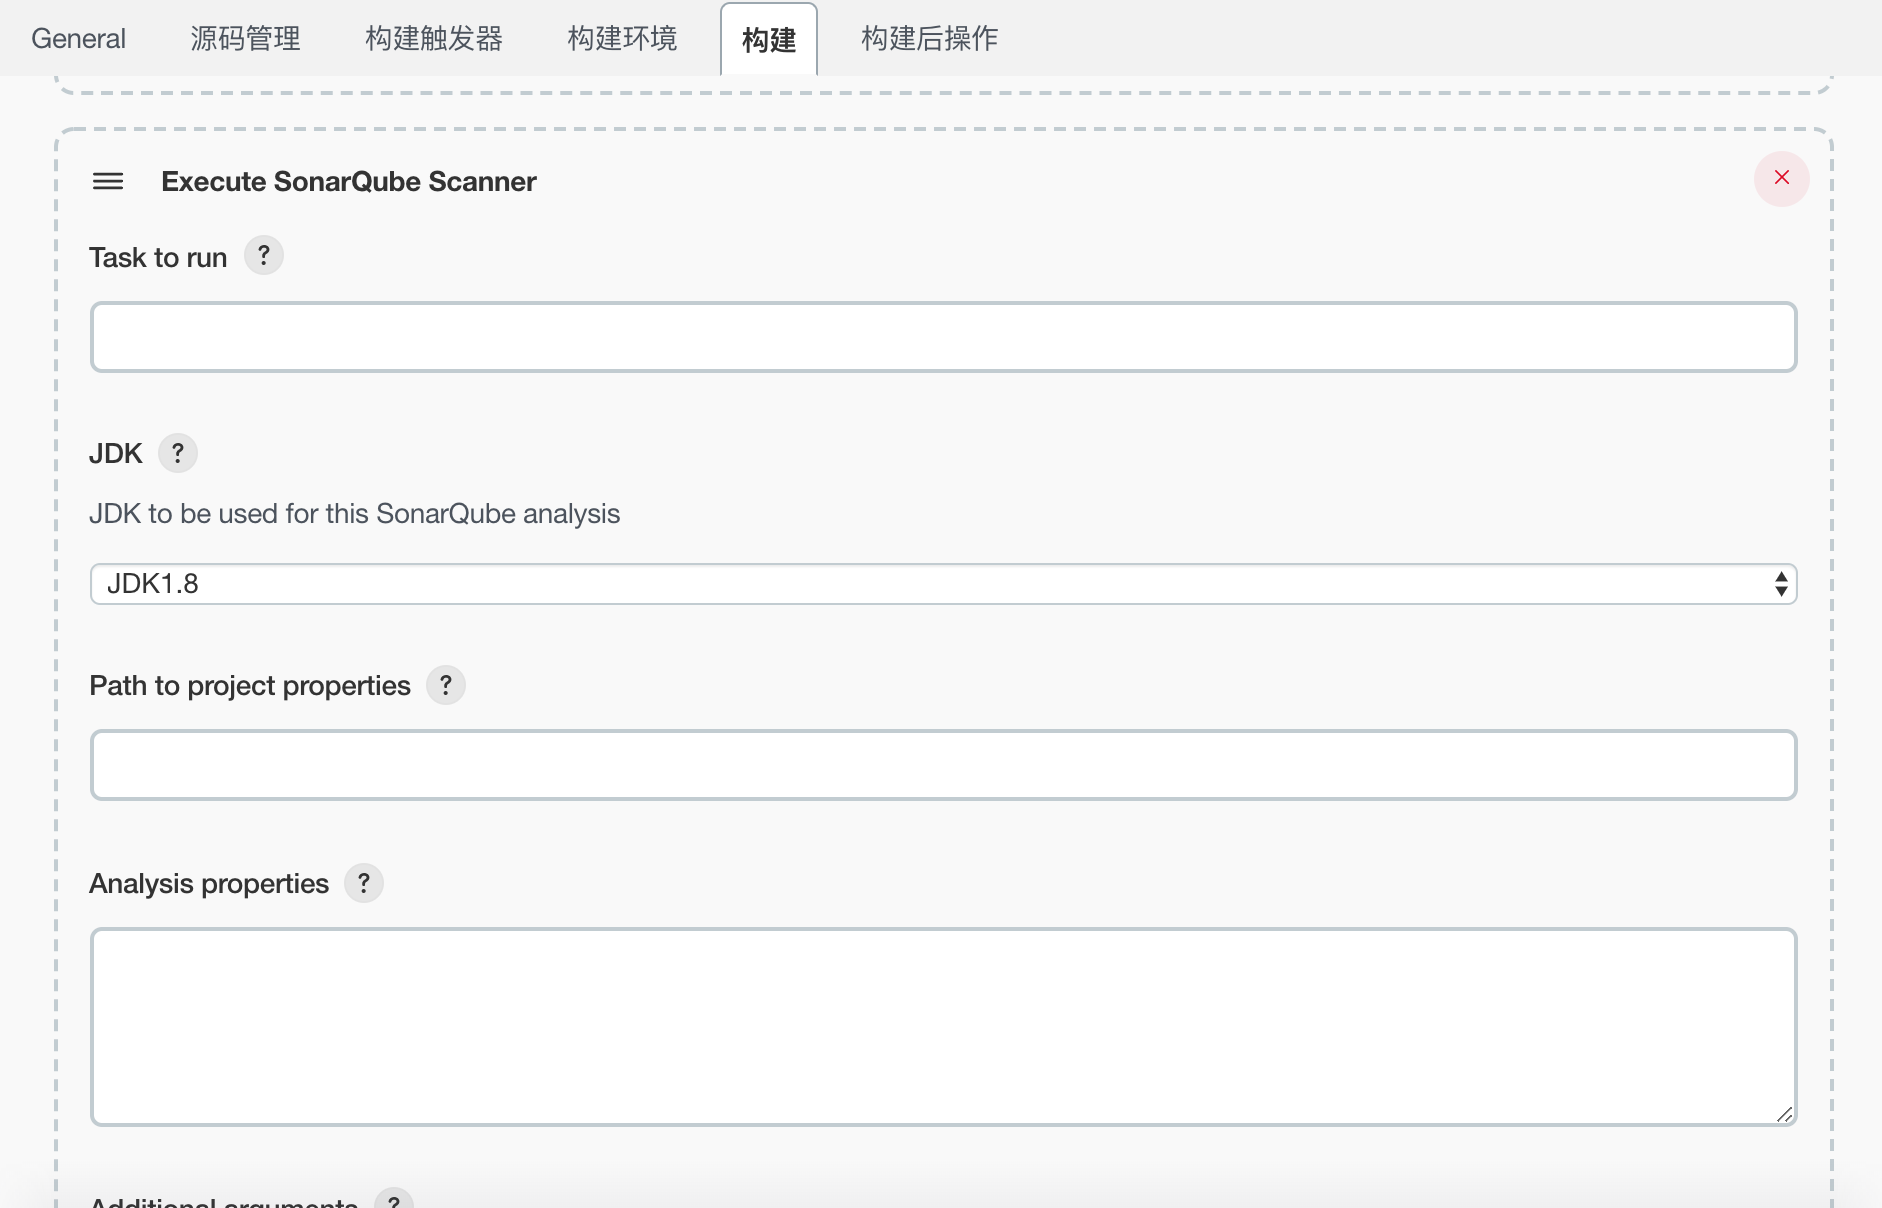 General 源码管理 构建触发器 构建环境 构建 构建后操作
Execute SonarQube Scanner
Task to run ?
JDK ?
JDK to be used for this SonarQube analysis
JDK1.8
Path to project properties ?
Analysis properties ?
Additional arguments ?